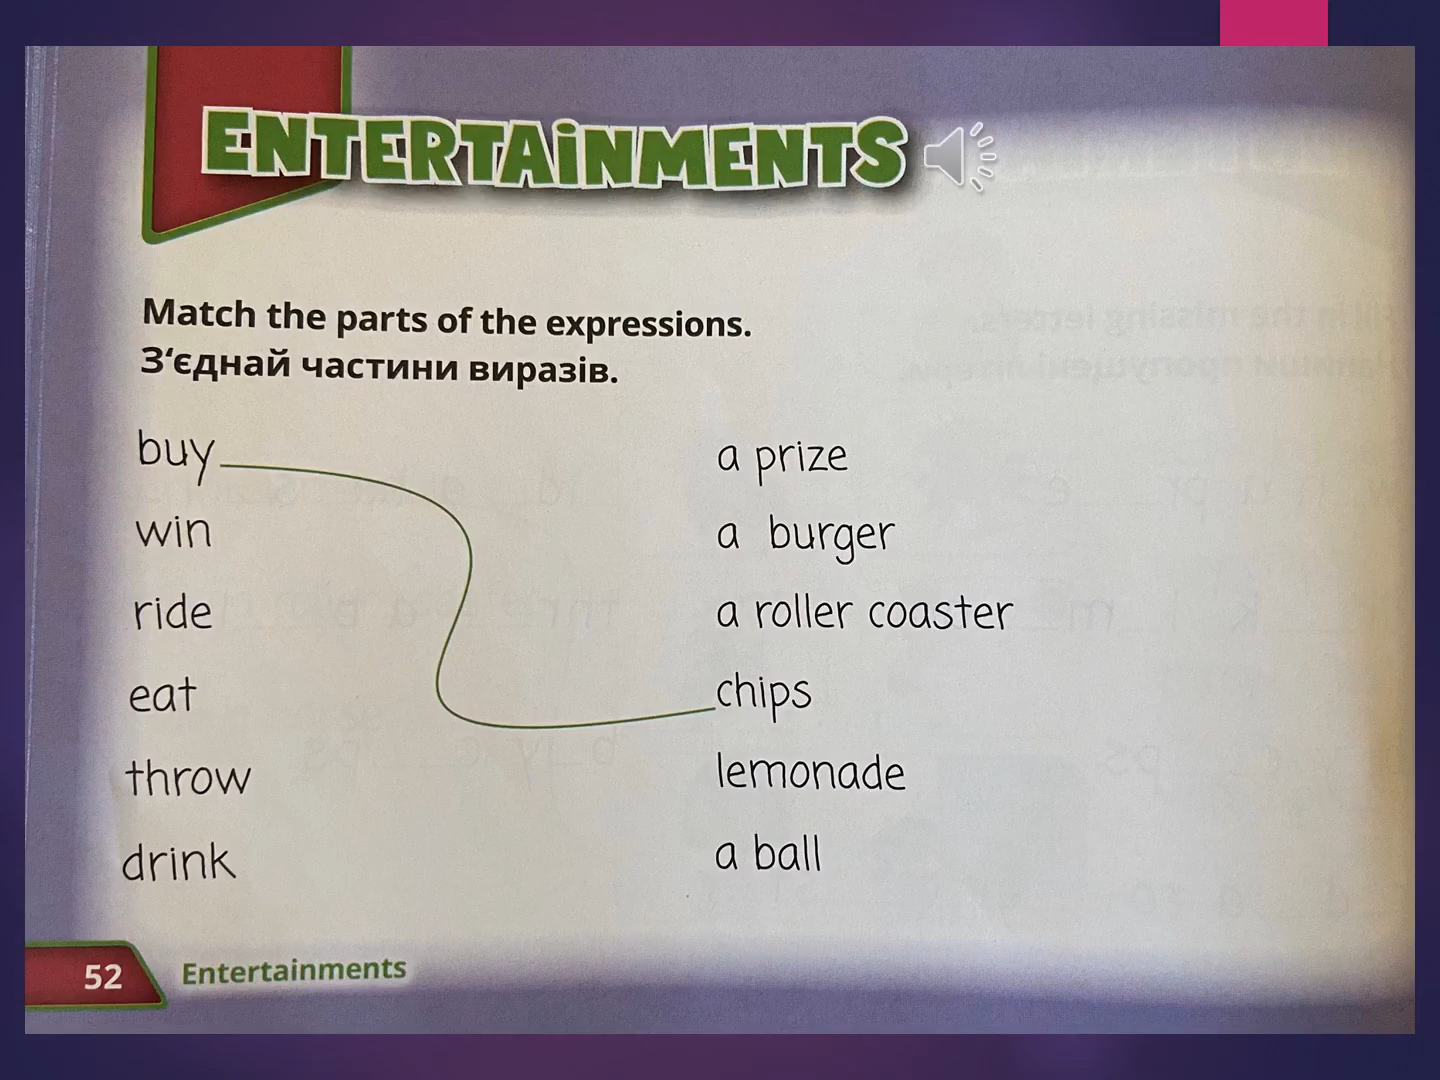 ENTERTAiNMENTS
Match the parts of the expressions.
З‘єднай частини виразів.
buy
win
ride
eat
throw
drink
a prize
a burger
a roller coaster
chips
lemonade
a ball
52 Entertainments